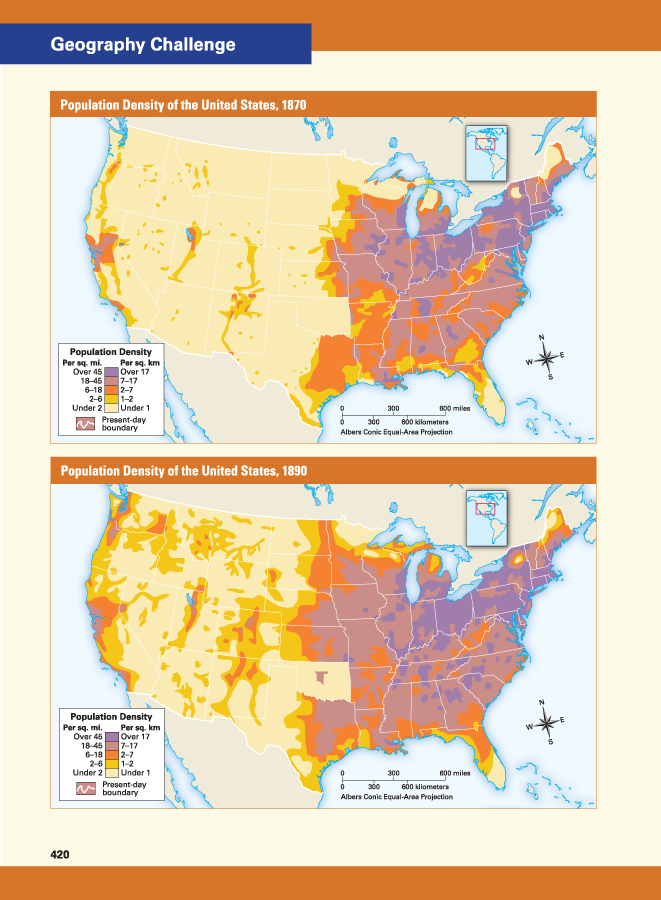 Geography Challenge
Population Density of the United States, 1870
N
W
E
S
Population Density
Per sq. mi. Per sq. km
Over 45 Over 17
18–45 7–17
6–18 2–7
2–6 1–2
Under 2 Under 1
Present-day
boundary
0 300 600 miles
0 300 600 kilometers
Albers Conic Equal-Area Projection
Population Density of the United States, 1890
N
W
E
S
Population Density
Per sq. mi. Per sq. km
Over 45 Over 17
18–45 7–17
6–18 2–7
2–6 1–2
Under 2 Under 1
Present-day
boundary
0 300 600 miles
0 300 600 kilometers
Albers Conic Equal-Area Projection
420